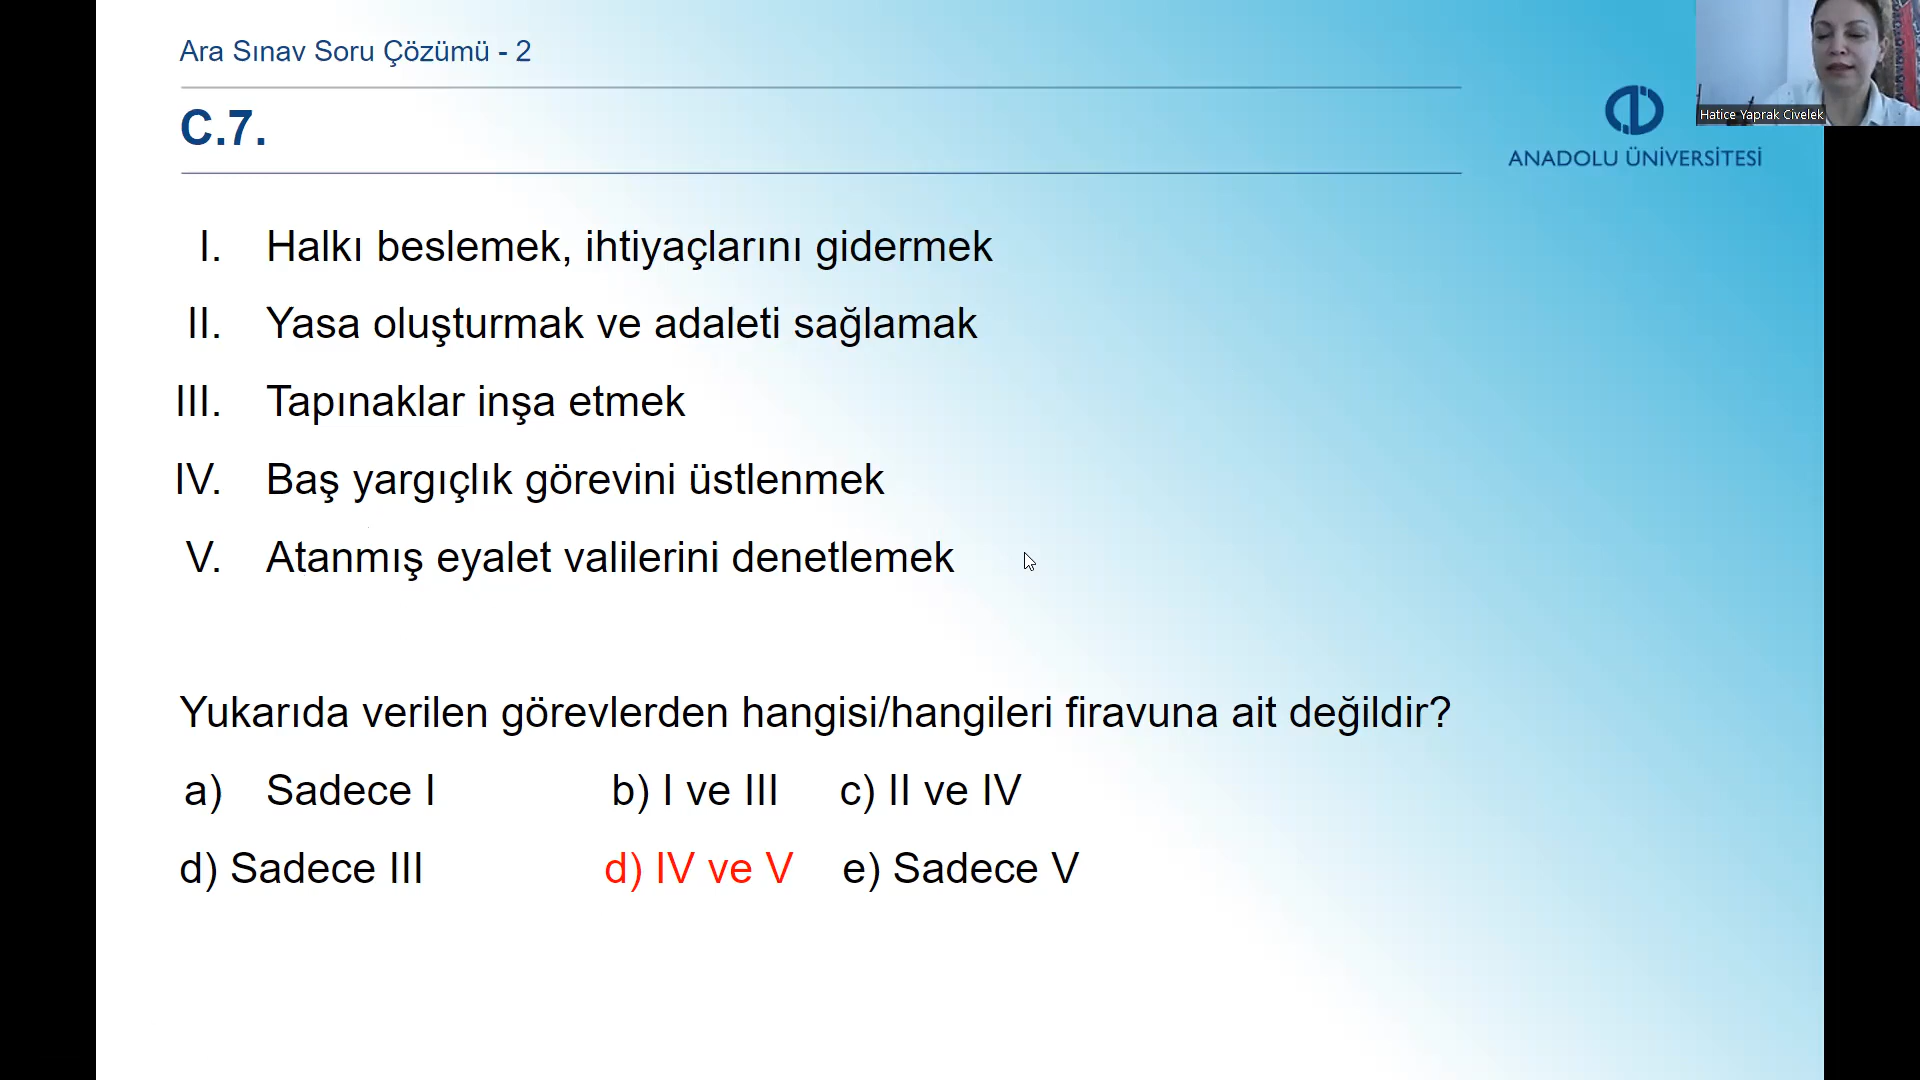 Ara Sınav Soru Çözümü - 2
C.7.
ANADOLU ÜNİVERSİTESİ
Hatice Yaprak Civelek
I. Halkı beslemek, ihtiyaçlarını gidermek
II. Yasa oluşturmak ve adaleti sağlamak
III. Tapınaklar inşa etmek
IV. Baş yargıçlık görevini üstlenmek
V. Atanmış eyalet valilerini denetlemek
Yukarıda verilen görevlerden hangisi/hangileri firavuna ait değildir?
a) Sadece I b) I ve III c) II ve IV
d) Sadece III d) IV ve V e) Sadece V